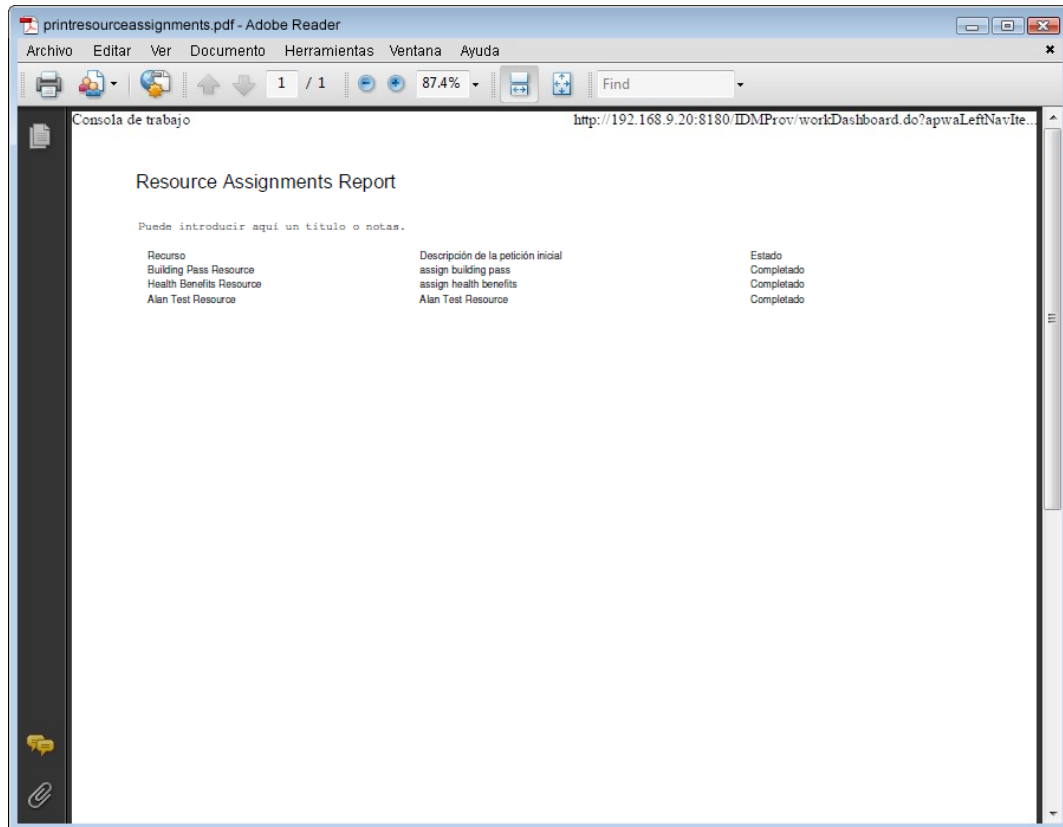 printresourceassignments.pdf - Adobe Reader
Archivo Editar Ver Documento Herramientas Ventana Ayuda
1 / 1 87.4% Find
Consola de trabajo http://192.168.9.20:8180/IDMProv/workDashboard.do?apwaLeftNavIte...
Resource Assignments Report
Puede introducir aquí un título o notas.
Recurso Descripción de la petición inicial Estado
Building Pass Resource assign building pass Completado
Health Benefits Resource assign health benefits Completado
Alan Test Resource Alan Test Resource Completado